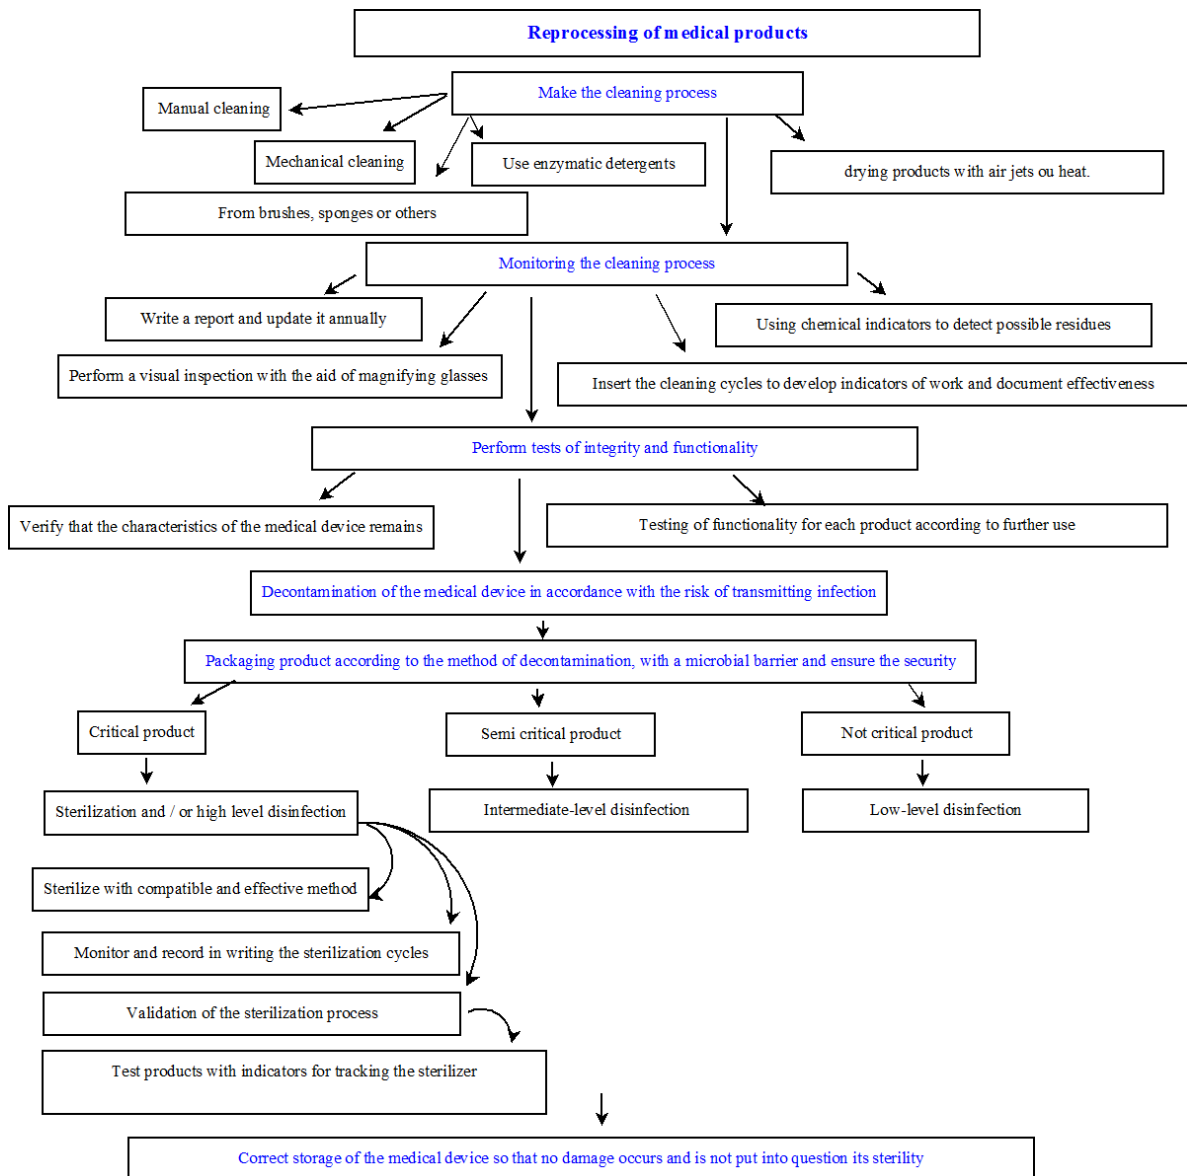 Reprocessing of medical products
Make the cleaning process
Manual cleaning
Mechanical cleaning
Use enzymatic detergents
drying products with air jets ou heat.
From brushes, sponges or others
Monitoring the cleaning process
Write a report and update it annually
Using chemical indicators to detect possible residues
Perform a visual inspection with the aid of magnifying glasses
Insert the cleaning cycles to develop indicators of work and document effectiveness
Perform tests of integrity and functionality
Verify that the characteristics of the medical device remains
Testing of functionality for each product according to further use
Decontamination of the medical device in accordance with the risk of transmitting infection
Packaging product according to the method of decontamination, with a microbial barrier and ensure the security
Critical product
Semi critical product
Not critical product
Sterilization and / or high level disinfection
Intermediate-level disinfection
Low-level disinfection
Sterilize with compatible and effective method
Monitor and record in writing the sterilization cycles
Validation of the sterilization process
Test products with indicators for tracking the sterilizer
Correct storage of the medical device so that no damage occurs and is not put into question its sterility